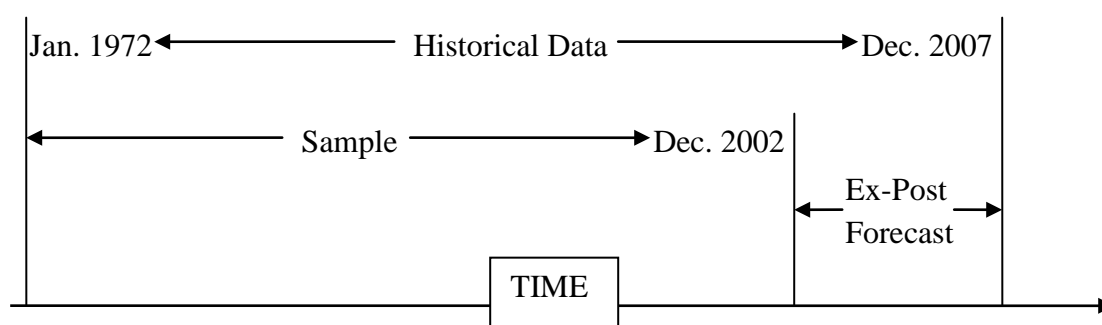 Jan. 1972 Historical Data Dec. 2007
Sample Dec. 2002
Ex-Post
Forecast
TIME